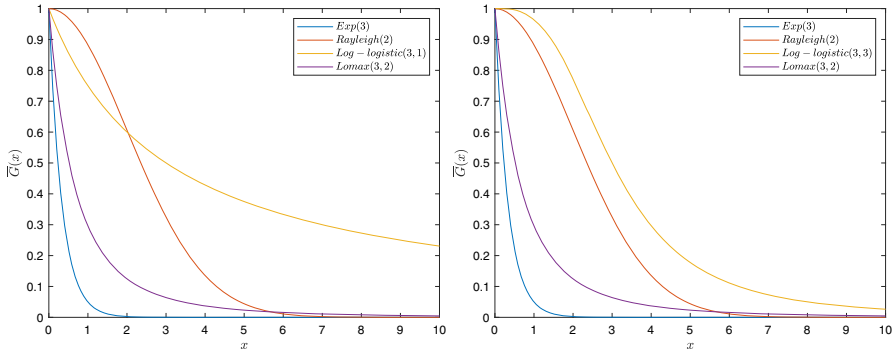 1
0.9
0.8
0.7
0.6
0.5
0.4
0.3
0.2
0.1
0
$\overline{G}(x)$
0 1 2 3 4 5 6 7 8 9 10
x
Exp(3)
Rayleigh(2)
Log − logistic(3, 1)
Lomax(3, 2)
1
0.9
0.8
0.7
0.6
0.5
0.4
0.3
0.2
0.1
0
$\overline{G}(x)$
0 1 2 3 4 5 6 7 8 9 10
x
Exp(3)
Rayleigh(2)
Log − logistic(3, 3)
Lomax(3, 2)